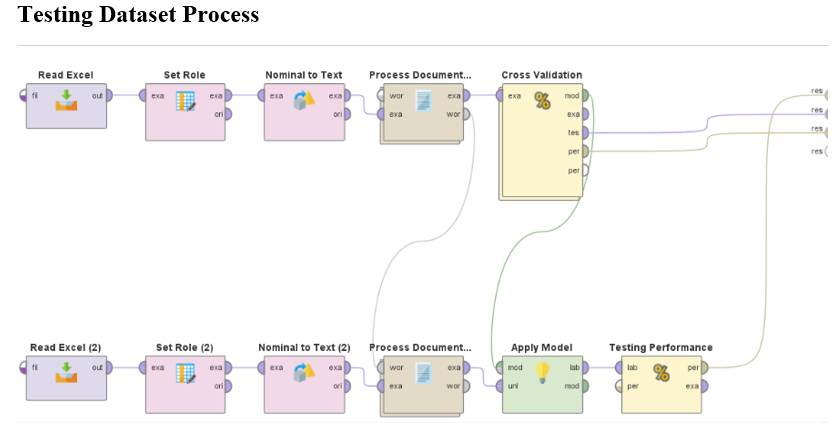 Testing Dataset Process
Read Excel Set Role Nominal to Text Process Document... Cross Validation
fil out exa exa ori exa exa ori wor exa exa wor exa mod exa tes per per res res res res
Read Excel (2) Set Role (2) Nominal to Text (2) Process Document... Apply Model Testing Performance
fil out exa exa ori exa exa ori wor exa exa wor mod lab unl mod lab per per exa